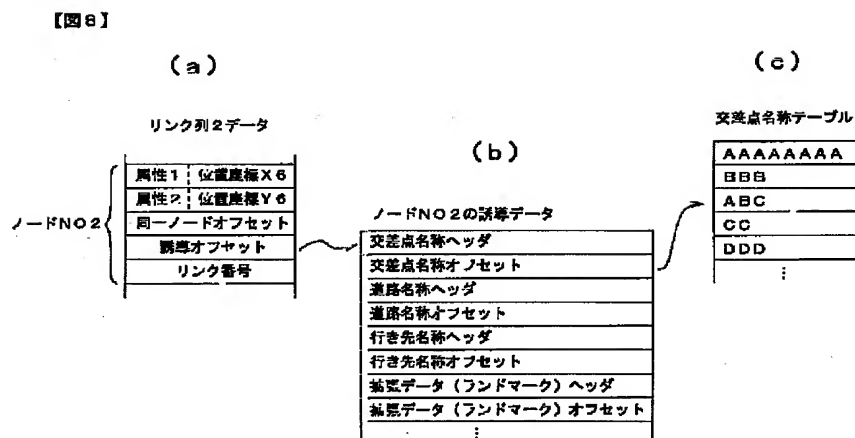 【図8】
(a)
リンク列2データ
属性1 位置座標X6
属性2 位置座標Y6
同一ノードオフセット
誘導オフセット
リンク番号
ノードNO2
(b)
ノードNO2の誘導データ
交差点名称ヘッダ
交差点名称オフセット
道路名称ヘッダ
道路名称オフセット
行き先名称ヘッダ
行き先名称オフセット
拡張データ(ランドマーク)ヘッダ
拡張データ(ランドマーク)オフセット
⋮
(c)
交差点名称テーブル
AAAAAAAA
BBB
ABC
CC
DDD
⋮